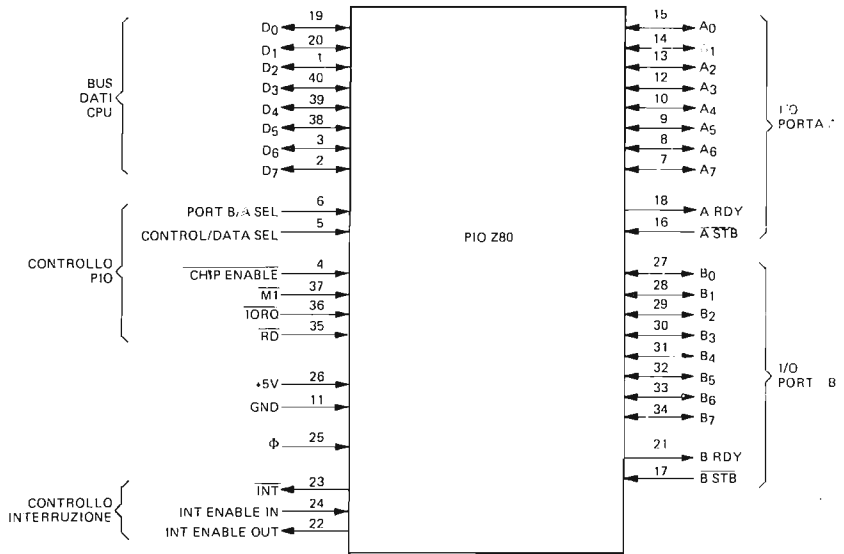 19
D0
20
D1
1
D2
40
D3
39
D4
38
D5
3
D6
2
D7
BUS
DATI
CPU
6
PORT B/A SEL
5
CONTROL/DATA SEL
4
CHIP ENABLE
37
M1
36
IORQ
35
RD
CONTROLLO
PIO
26
+5V
11
GND
25
Φ
23
INT
24
INT ENABLE IN
22
INT ENABLE OUT
CONTROLLO
INTERRUZIONE
PIO Z80
15
A0
14
13
A2
12
A3
10
A4
9
A5
8
A6
7
A7
18
A RDY
16
A STB
I/O
PORTA
27
B0
28
B1
29
B2
30
B3
31
B4
32
B5
33
B6
34
B7
21
B RDY
17
B STB
I/O
PORT B